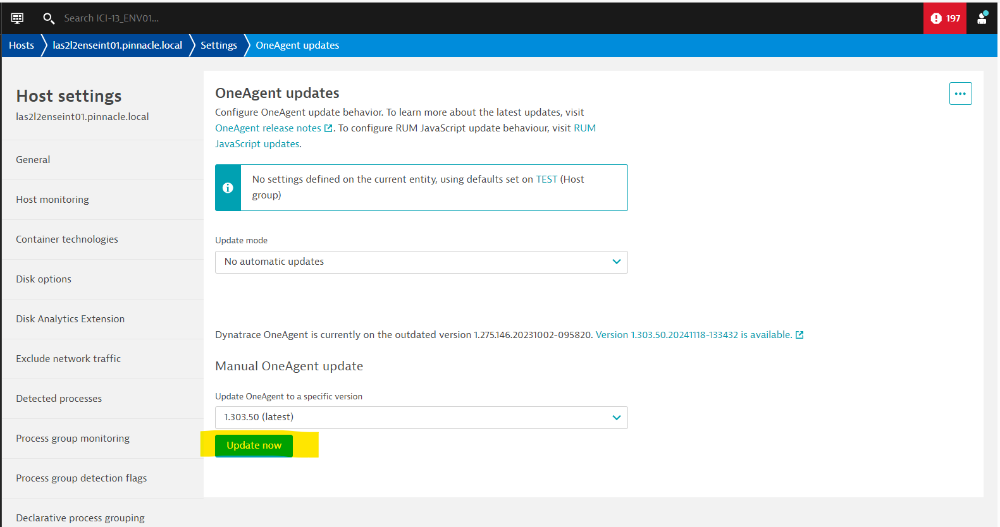 Search ICI-13_ENV01...
197
Hosts
las2l2enseint01.pinnacle.local
Settings
OneAgent updates
Host settings
las2l2enseint01.pinnacle.local
General
Host monitoring
Container technologies
Disk options
Disk Analytics Extension
Exclude network traffic
Detected processes
Process group monitoring
Process group detection flags
Declarative process grouping
OneAgent updates
Configure OneAgent update behavior. To learn more about the latest updates, visit
OneAgent release notes. To configure RUM JavaScript update behaviour, visit RUM
JavaScript updates.
No settings defined on the current entity, using defaults set on TEST (Host
group)
Update mode
No automatic updates
Dynatrace OneAgent is currently on the outdated version 1.275.146.20231002-095820. Version 1.303.50.20241118-133432 is available.
Manual OneAgent update
Update OneAgent to a specific version
1.303.50 (latest)
Update now